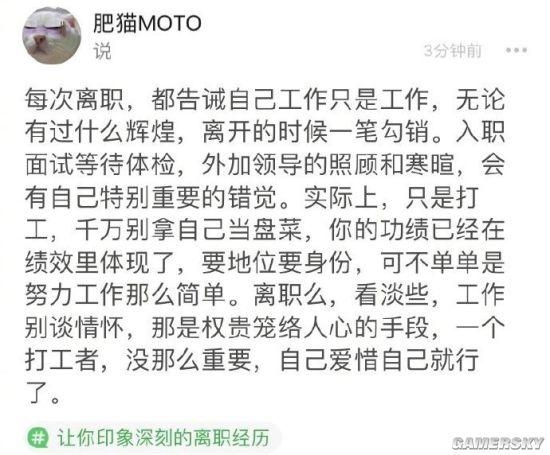 肥猫MOTO
说
3分钟前
每次离职，都告诫自己工作只是工作，无论
有过什么辉煌，离开的时候一笔勾销。入职
面试等待体检，外加领导的照顾和寒暄，会
有自己特别重要的错觉。实际上，只是打
工，千万别拿自己当盘菜，你的功绩已经在
绩效里体现了，要地位要身份，可不单单是
努力工作那么简单。离职么，看淡些，工作
别谈情怀，那是权贵笼络人心的手段，一个
打工者，没那么重要，自己爱惜自己就行
了。
# 让你印象深刻的离职经历
GAMERSKY